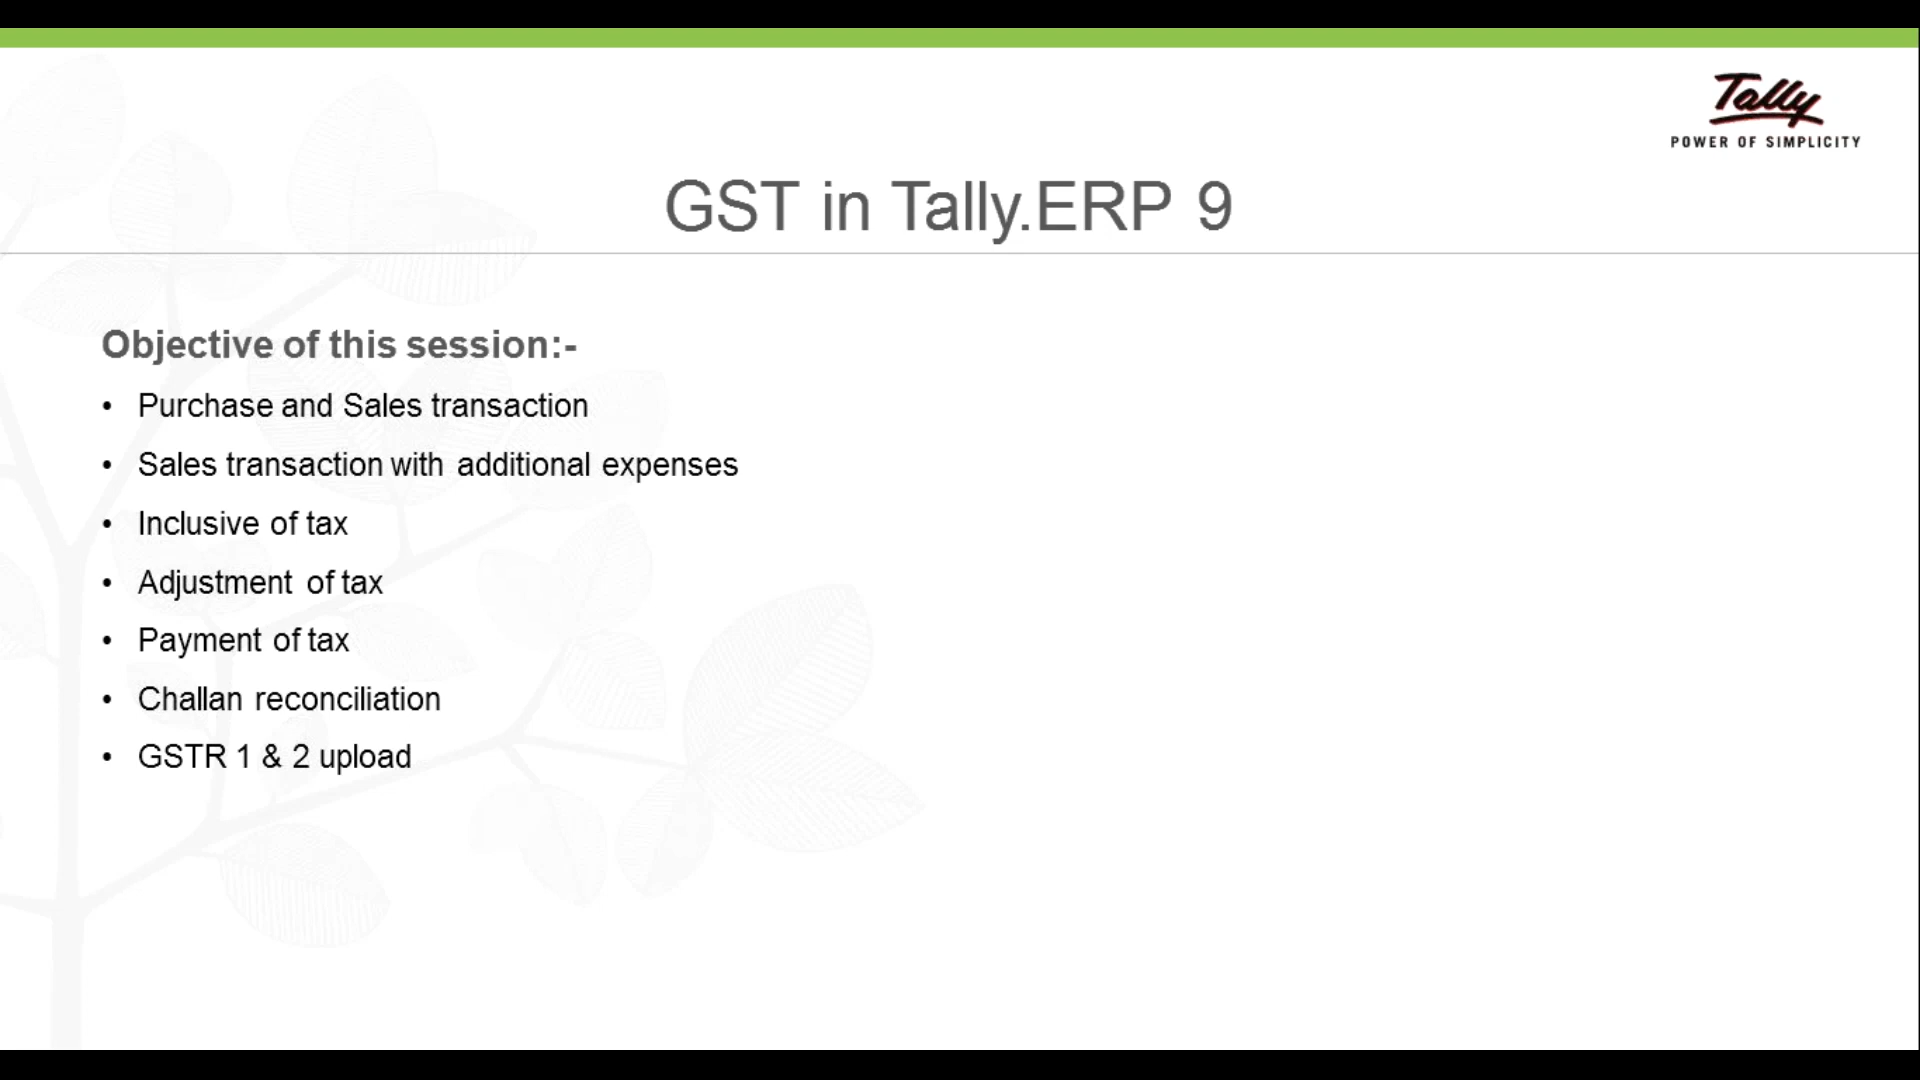 Tally
POWER OF SIMPLICITY
GST in Tally.ERP 9
Objective of this session:-
• Purchase and Sales transaction
• Sales transaction with additional expenses
• Inclusive of tax
• Adjustment of tax
• Payment of tax
• Challan reconciliation
• GSTR 1 & 2 upload